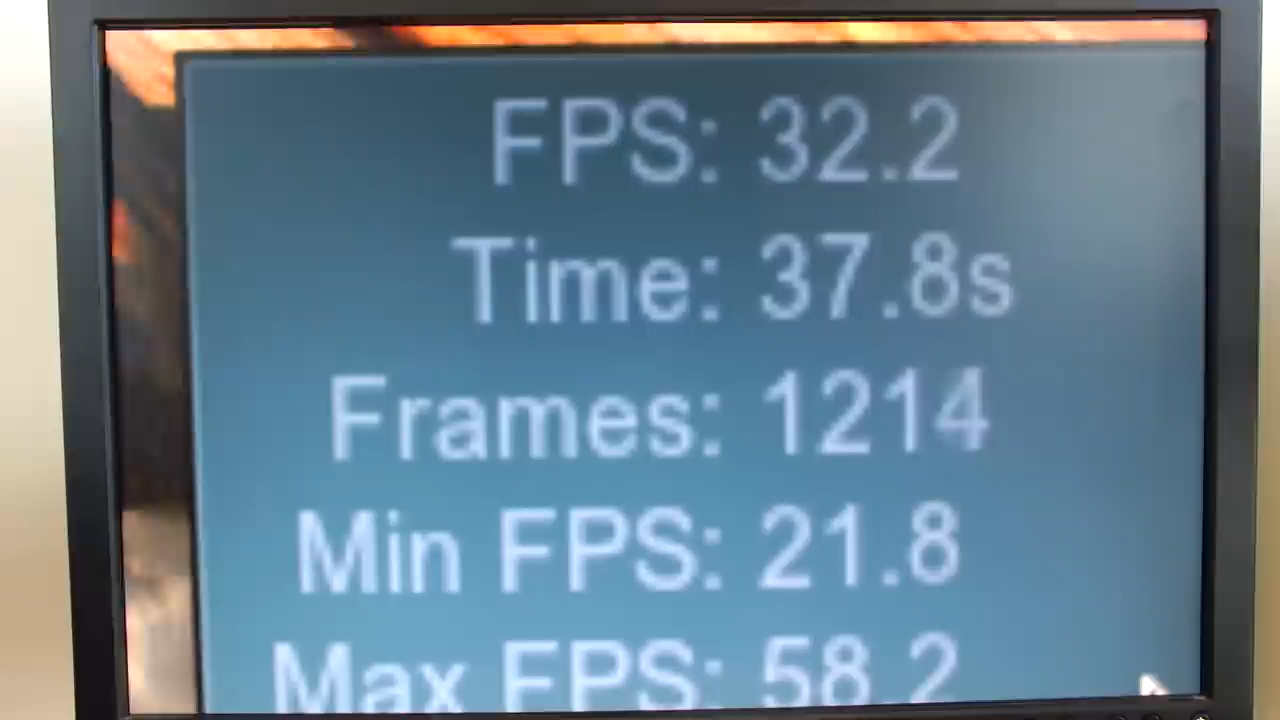 FPS: 32.2
Time: 37.8s
Frames: 1214
Min FPS: 21.8
Max FPS: 58.2